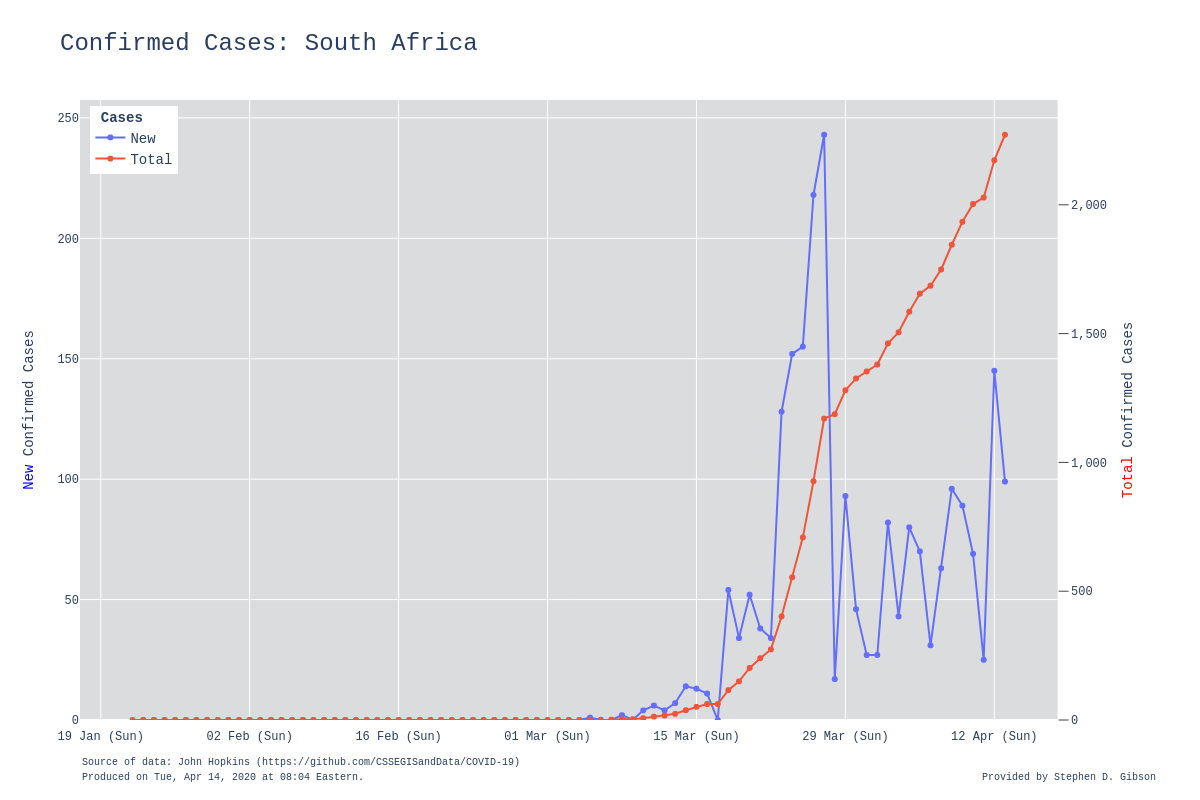 Confirmed Cases: South Africa
Cases
New
Total
250
200
150
100
50
0
2,000
1,500
1,000
500
0
New Confirmed Cases
Total Confirmed Cases
19 Jan (Sun) 02 Feb (Sun) 16 Feb (Sun) 01 Mar (Sun) 15 Mar (Sun) 29 Mar (Sun) 12 Apr (Sun)
Source of data: John Hopkins (https://github.com/CSSEGISandData/COVID-19)
Produced on Tue, Apr 14, 2020 at 08:04 Eastern.
Provided by Stephen D. Gibson